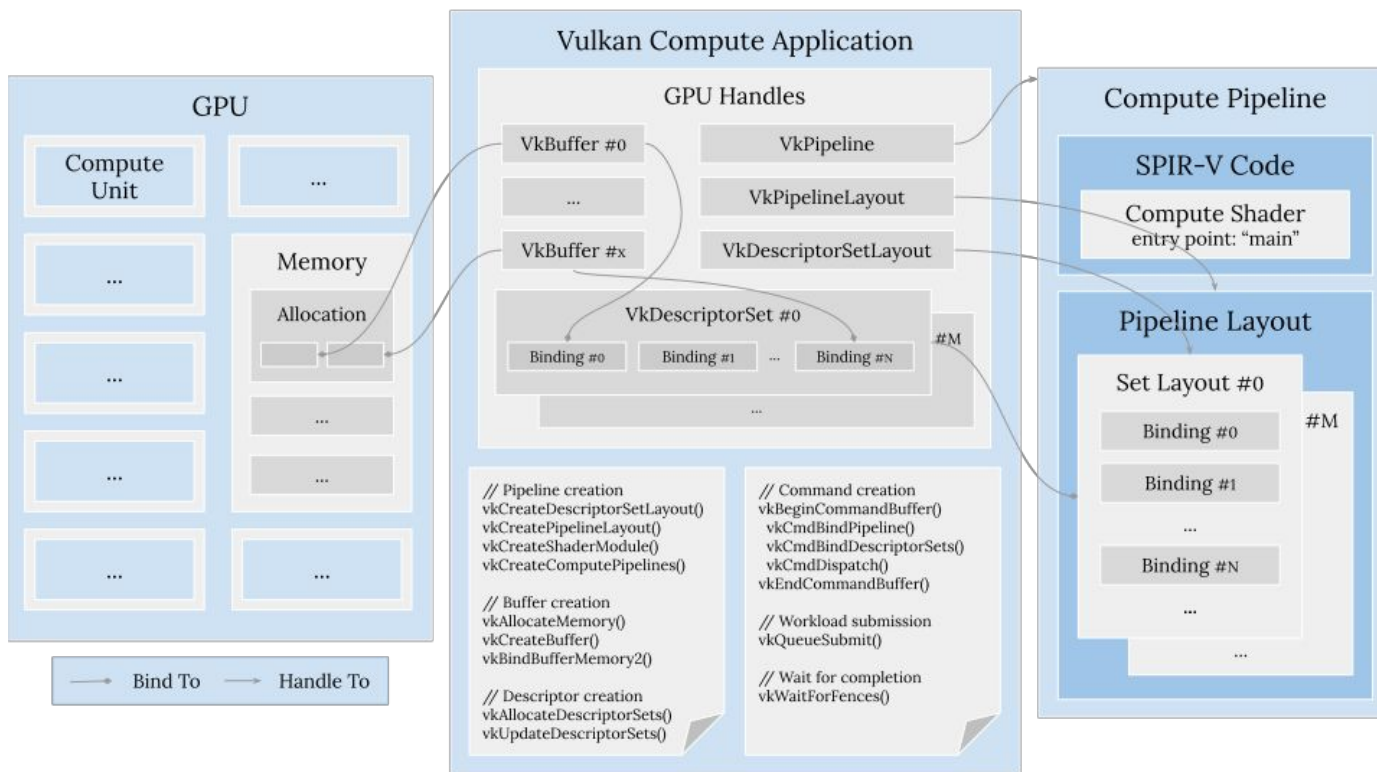 Vulkan Compute Application
GPU
Compute
Unit
...
...
...
...
...
...
...
Memory
Allocation
...
...
Bind To
Handle To
GPU Handles
VkBuffer #0
...
VkBuffer #x
VkPipeline
VkPipelineLayout
VkDescriptorSetLayout
VkDescriptorSet #0
Binding #0
Binding #1
...
Binding #N
#M
...
// Pipeline creation
vkCreateDescriptorSetLayout()
vkCreatePipelineLayout()
vkCreateShaderModule()
vkCreateComputePipelines()
// Buffer creation
vkAllocateMemory()
vkCreateBuffer()
vkBindBufferMemory2()
// Descriptor creation
vkAllocateDescriptorSets()
vkUpdateDescriptorSets()
// Command creation
vkBeginCommandBuffer()
vkCmdBindPipeline()
vkCmdBindDescriptorSets()
vkCmdDispatch()
vkEndCommandBuffer()
// Workload submission
vkQueueSubmit()
// Wait for completion
vkWaitForFences()
Compute Pipeline
SPIR-V Code
Compute Shader
entry point: “main”
Pipeline Layout
Set Layout #0
Binding #0
Binding #1
...
Binding #N
...
#M
...